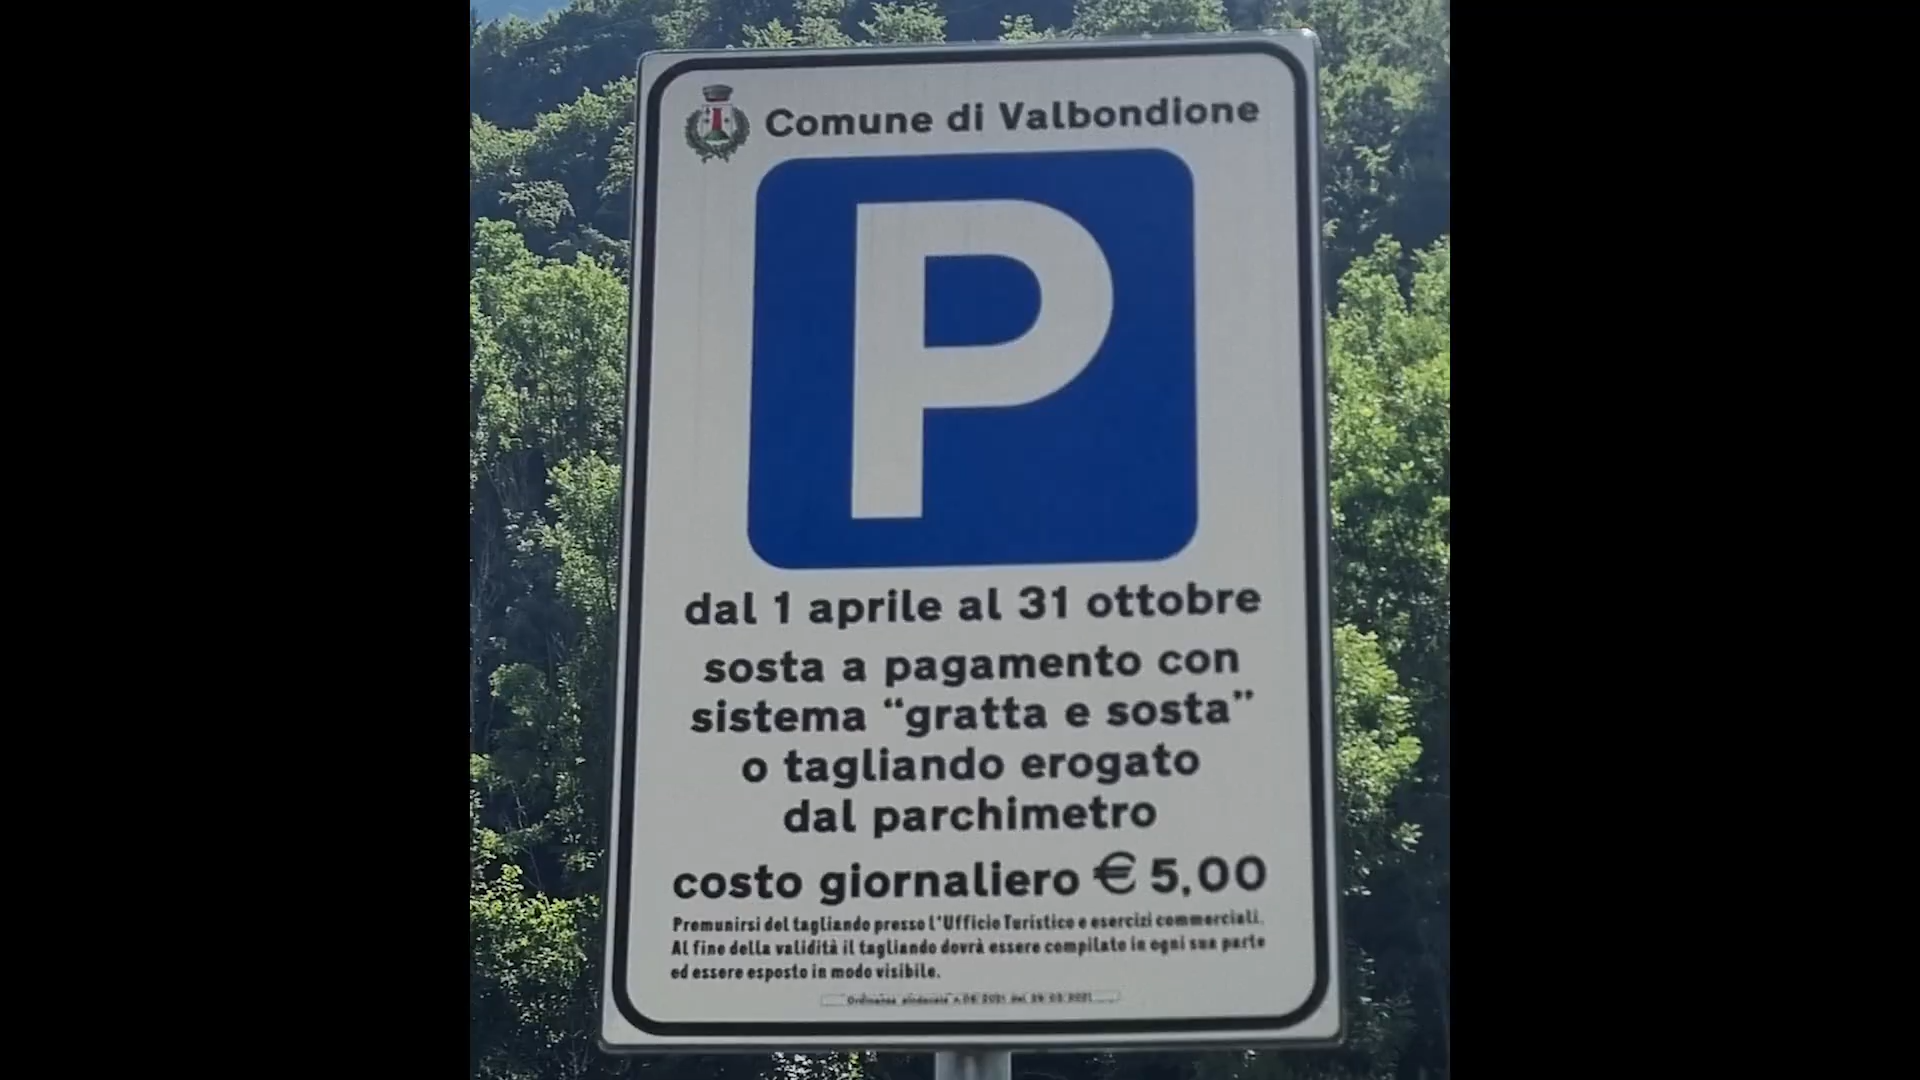 Comune di Valbondione
P
dal 1 aprile al 31 ottobre
sosta a pagamento con
sistema “gratta e sosta”
o tagliando erogato
dal parchimetro
costo giornaliero € 5,00
Premunirsi del tagliando presso l'Ufficio Turistico e esercizi commerciali.
Al fine della validità il tagliando dovrà essere compilato in ogni sua parte
ed essere esposto in modo visibile.
Ordinanza sindacale n.